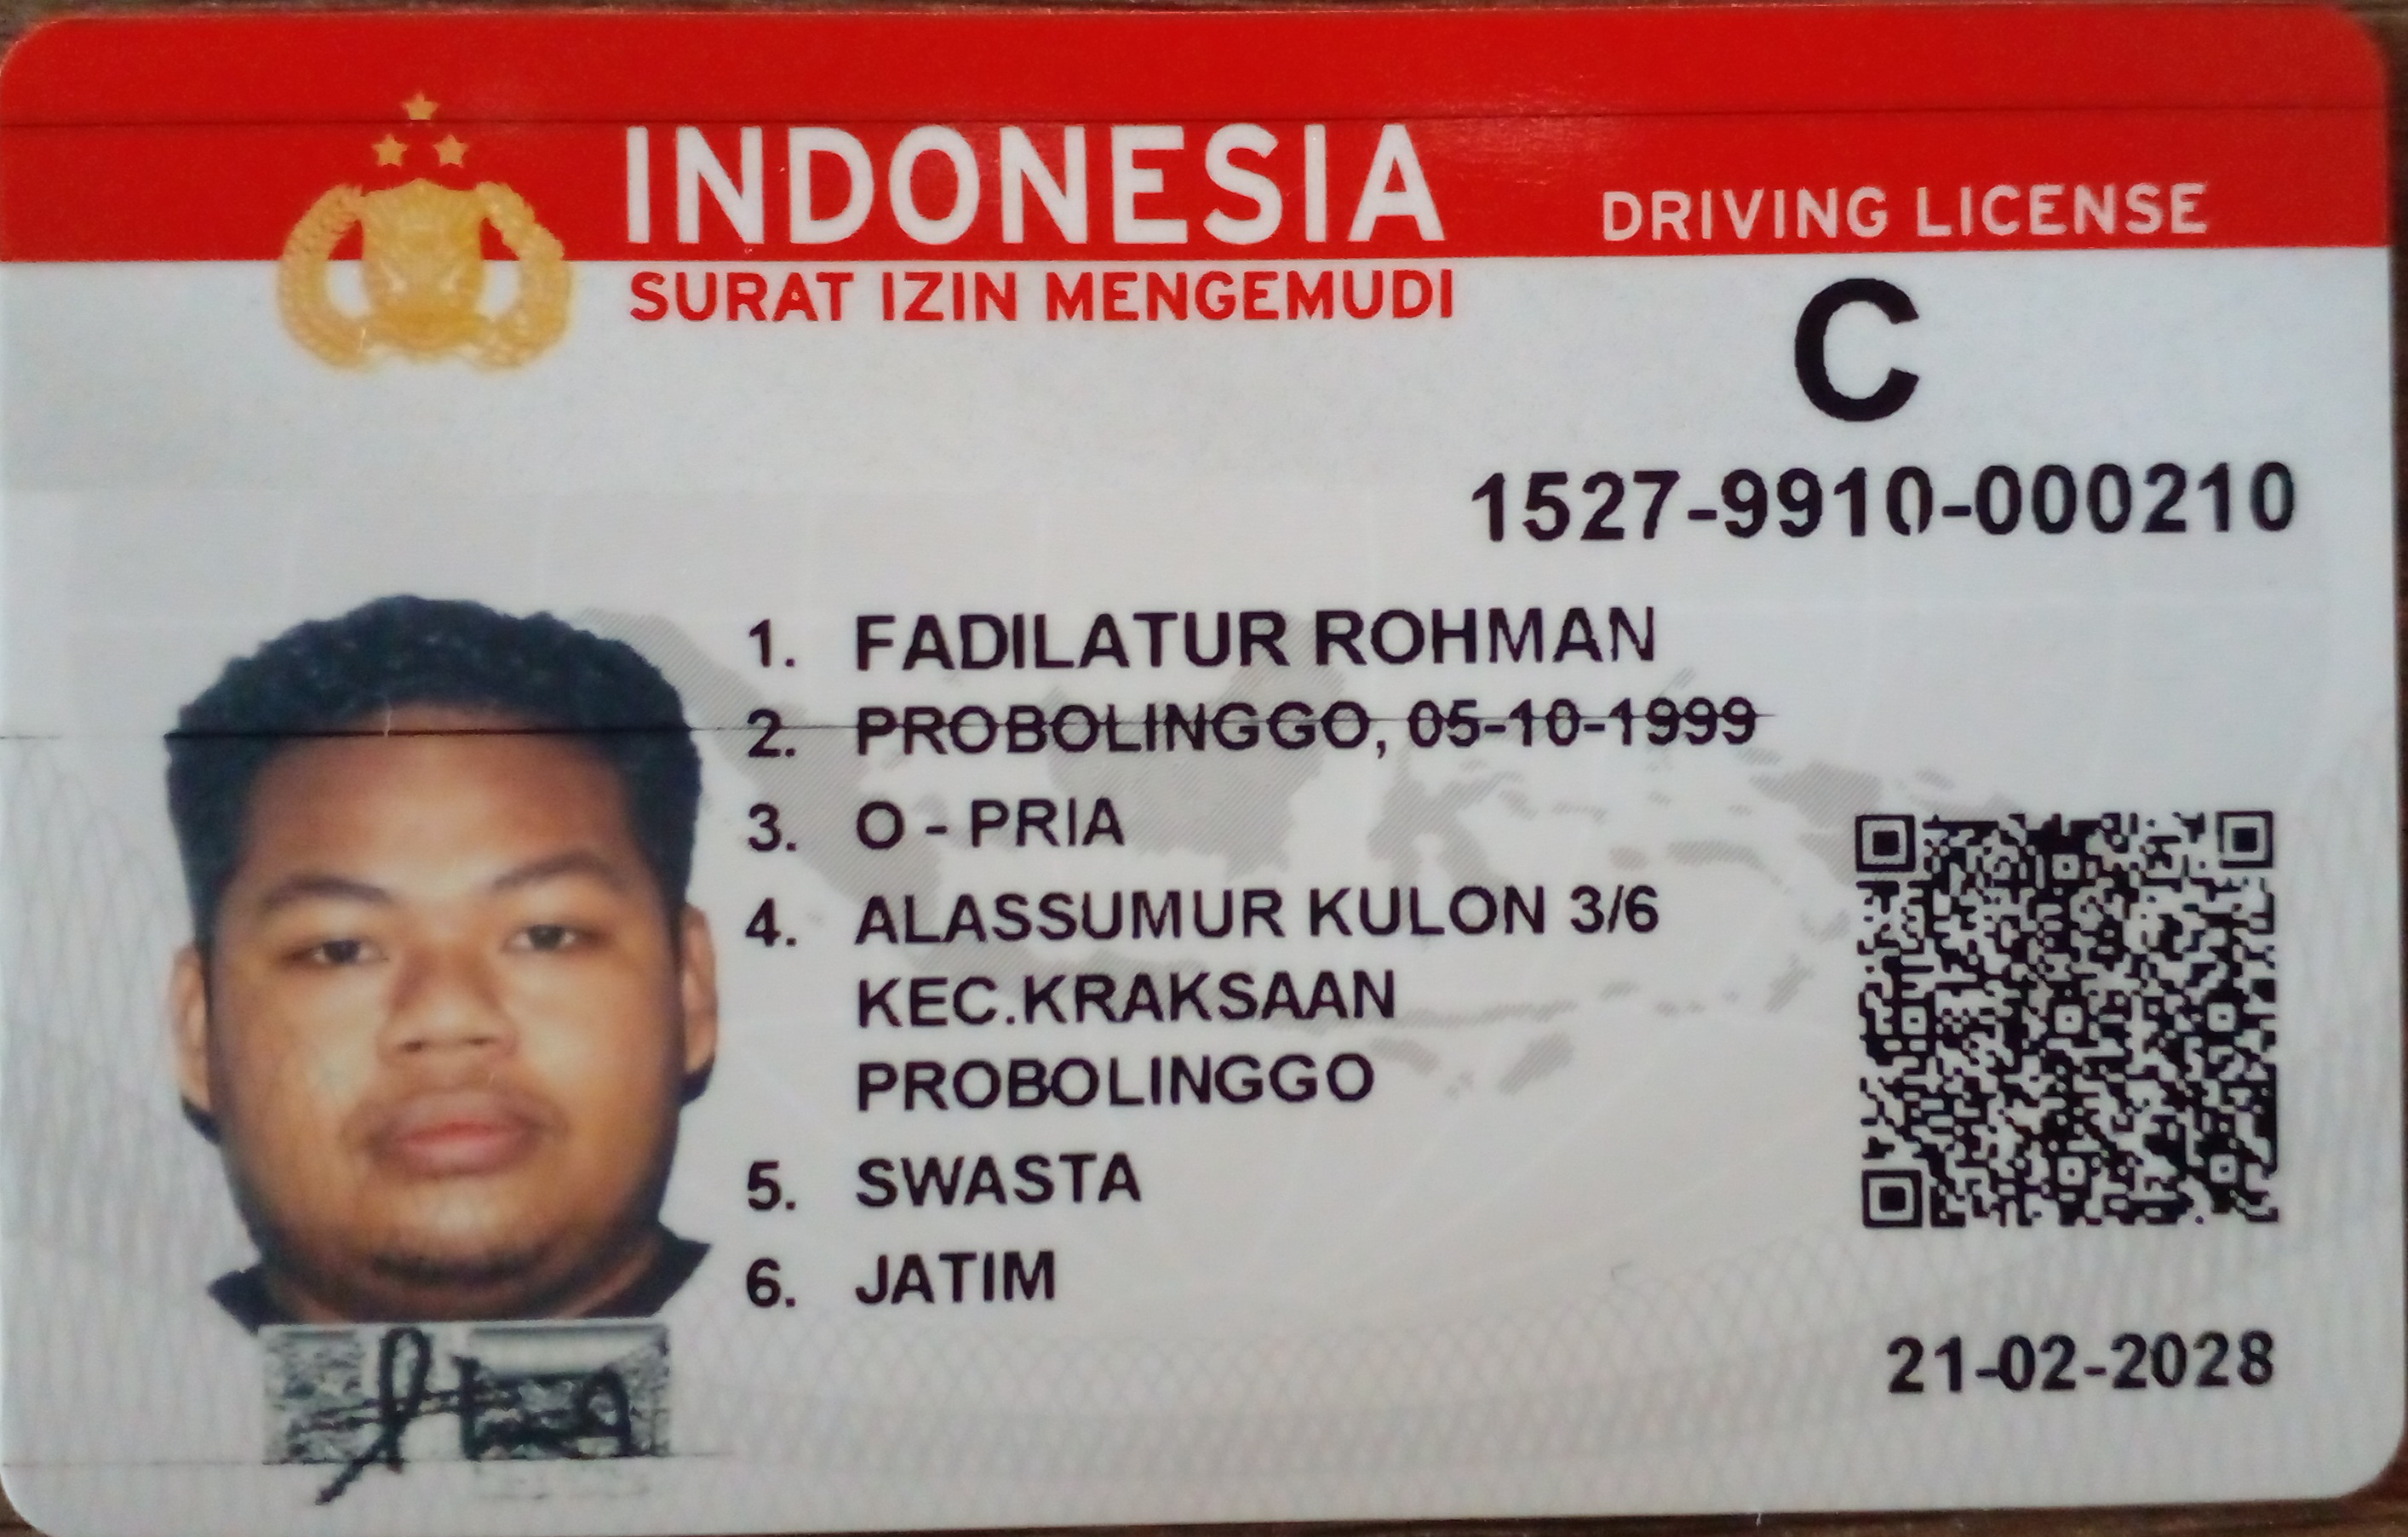 INDONESIA
DRIVING LICENSE
SURAT IZIN MENGEMUDI
C
1527-9910-000210
1. FADILATUR ROHMAN
2. PROBOLINGGO, 05-10-1999
3. O - PRIA
4. ALASSUMUR KULON 3/6
KEC.KRAKSAAN
PROBOLINGGO
5. SWASTA
6. JATIM
21-02-2028